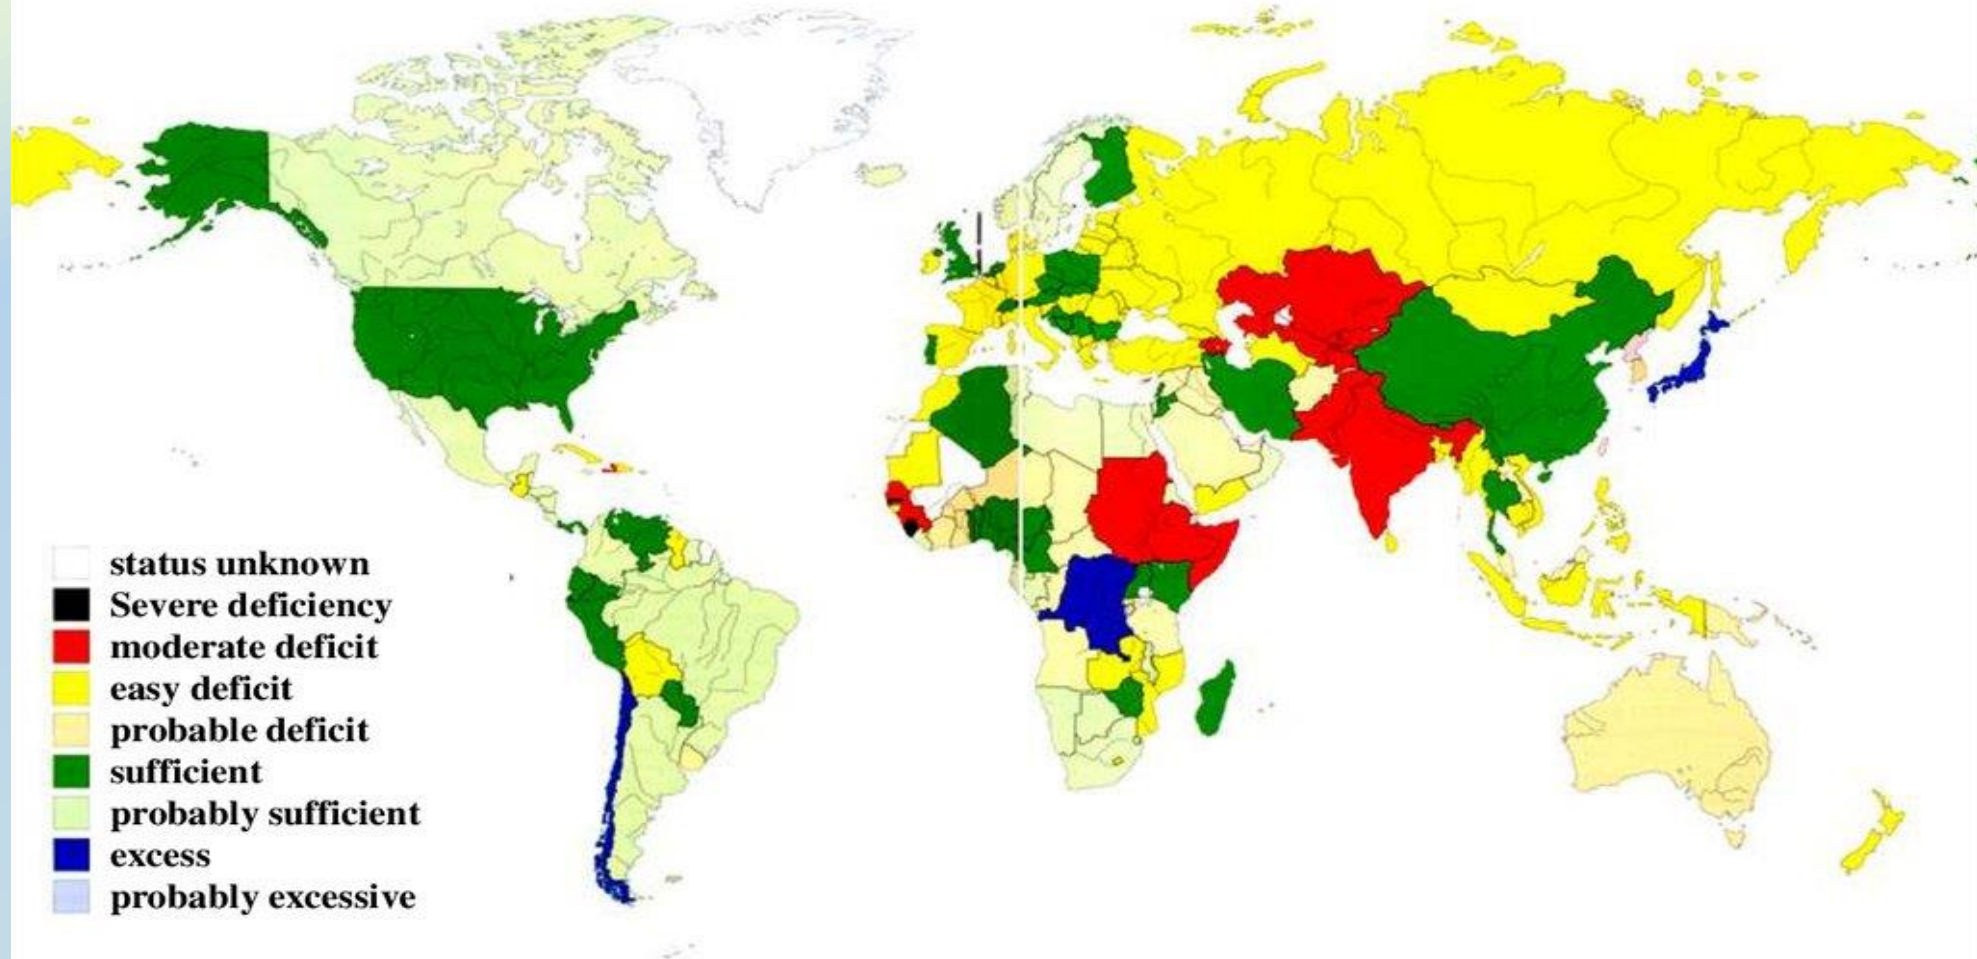 status unknown
Severe deficiency
moderate deficit
easy deficit
probable deficit
sufficient
probably sufficient
excess
probably excessive